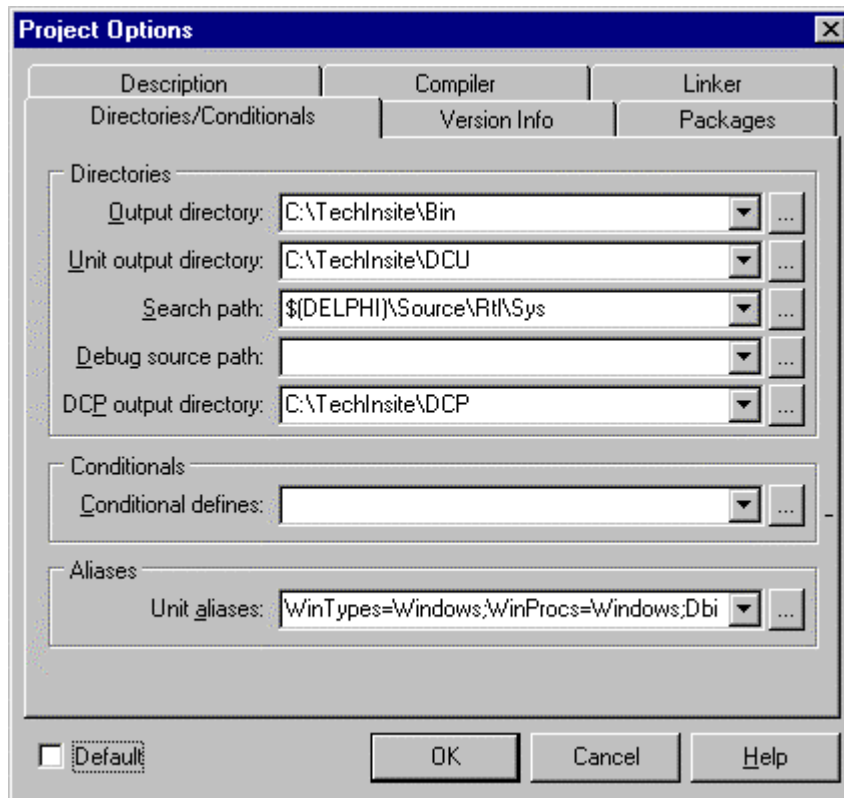 Project Options
Description Compiler Linker
Directories/Conditionals Version Info Packages
Directories
Output directory: C:\TechInsite\Bin ...
Unit output directory: C:\TechInsite\DCU ...
Search path: $(DELPHI)\Source\Rtl\Sys ...
Debug source path: ...
DCP output directory: C:\TechInsite\DCP ...
Conditionals
Conditional defines: ...
Aliases
Unit aliases: WinTypes=Windows;WinProcs=Windows;Dbi ...
Default OK Cancel Help